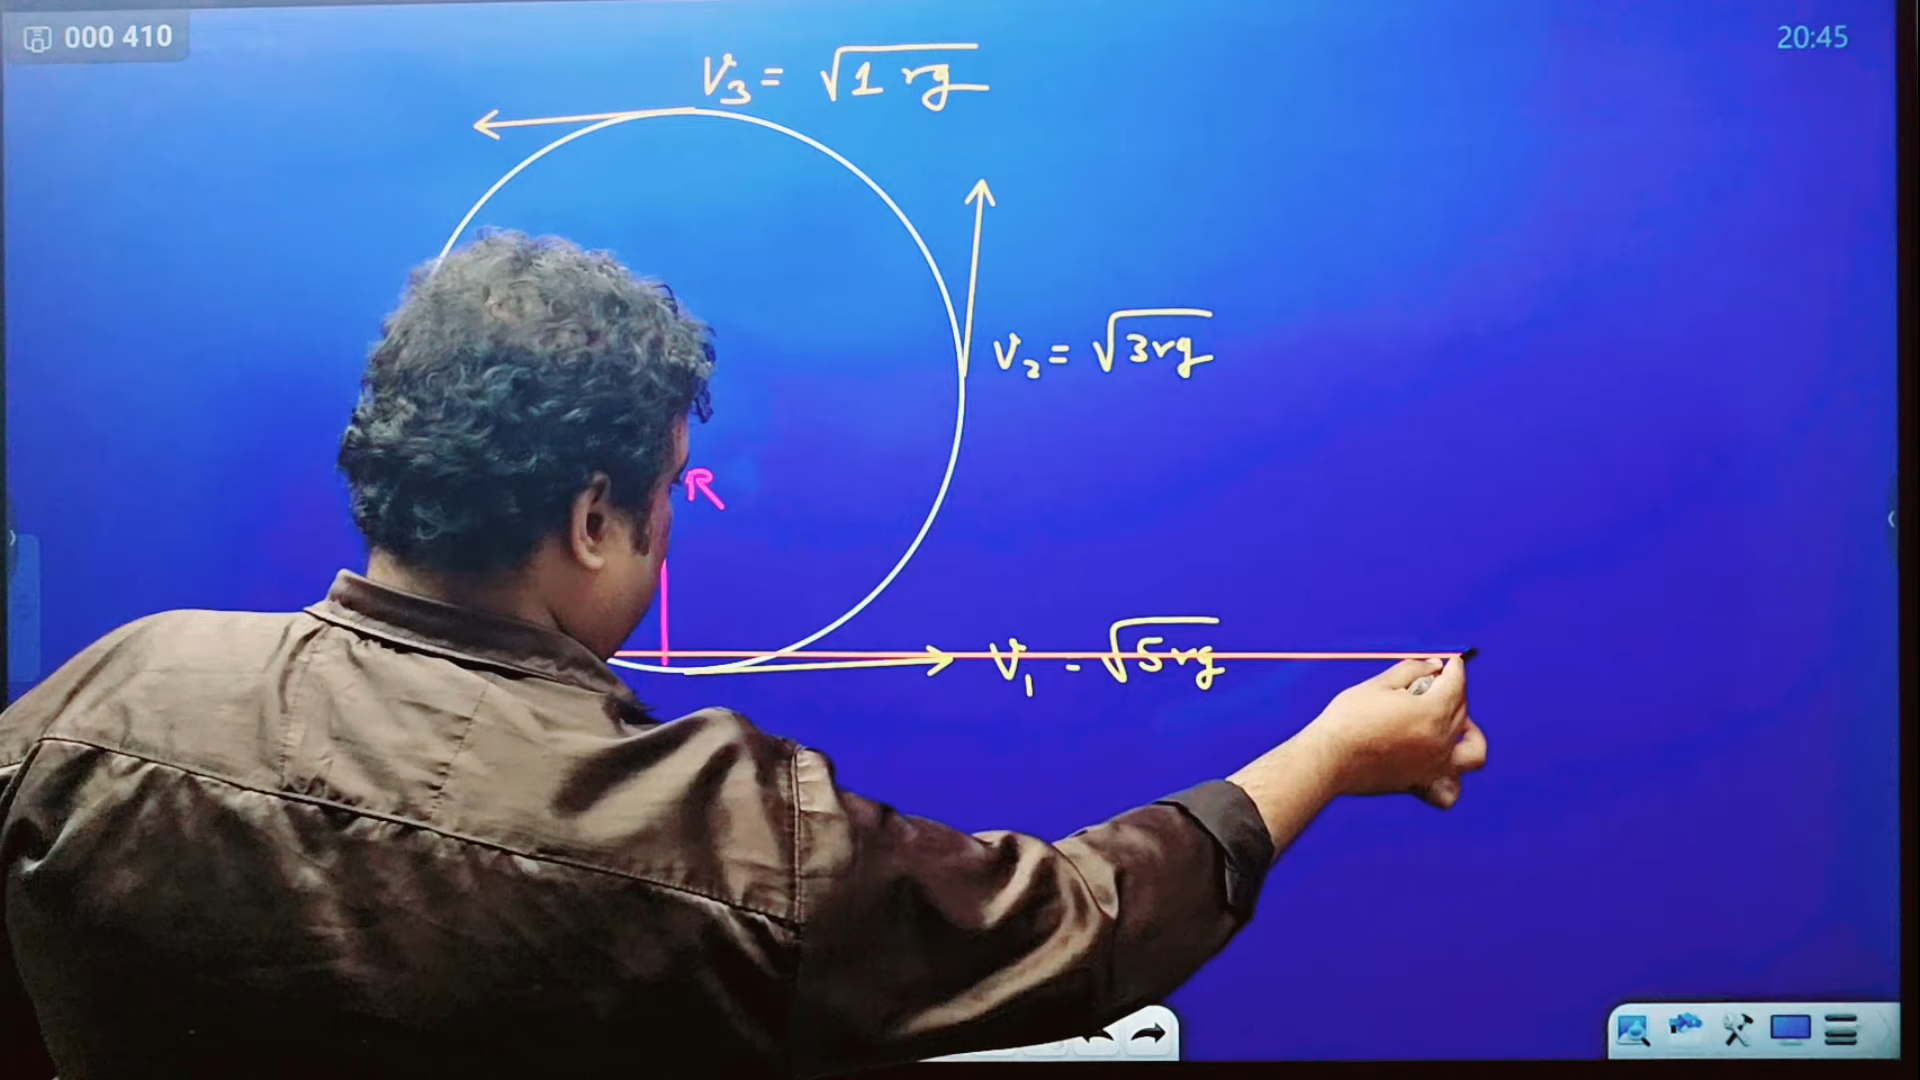 000 410
20:45
V₃ = √1 rg
V₂ = √3rg
R
V₁ = √5rg